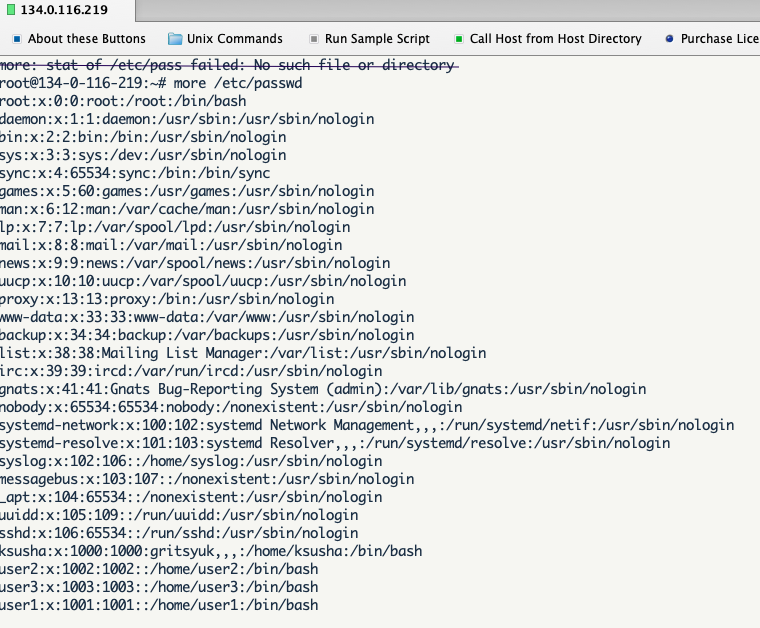 134.0.116.219
About these Buttons Unix Commands Run Sample Script Call Host from Host Directory Purchase Lice
more: stat of /etc/pass failed: No such file or directory
root@134-0-116-219:~# more /etc/passwd
root:x:0:0:root:/root:/bin/bash
daemon:x:1:1:daemon:/usr/sbin:/usr/sbin/nologin
bin:x:2:2:bin:/bin:/usr/sbin/nologin
sys:x:3:3:sys:/dev:/usr/sbin/nologin
sync:x:4:65534:sync:/bin:/bin/sync
games:x:5:60:games:/usr/games:/usr/sbin/nologin
man:x:6:12:man:/var/cache/man:/usr/sbin/nologin
lp:x:7:7:lp:/var/spool/lpd:/usr/sbin/nologin
mail:x:8:8:mail:/var/mail:/usr/sbin/nologin
news:x:9:9:news:/var/spool/news:/usr/sbin/nologin
uucp:x:10:10:uucp:/var/spool/uucp:/usr/sbin/nologin
proxy:x:13:13:proxy:/bin:/usr/sbin/nologin
www-data:x:33:33:www-data:/var/www:/usr/sbin/nologin
backup:x:34:34:backup:/var/backups:/usr/sbin/nologin
list:x:38:38:Mailing List Manager:/var/list:/usr/sbin/nologin
irc:x:39:39:ircd:/var/run/ircd:/usr/sbin/nologin
gnats:x:41:41:Gnats Bug-Reporting System (admin):/var/lib/gnats:/usr/sbin/nologin
nobody:x:65534:65534:nobody:/nonexistent:/usr/sbin/nologin
systemd-network:x:100:102:systemd Network Management,,,:/run/systemd/netif:/usr/sbin/nologin
systemd-resolve:x:101:103:systemd Resolver,,,:/run/systemd/resolve:/usr/sbin/nologin
syslog:x:102:106::/home/syslog:/usr/sbin/nologin
messagebus:x:103:107::/nonexistent:/usr/sbin/nologin
_apt:x:104:65534::/nonexistent:/usr/sbin/nologin
uuidd:x:105:109::/run/uuidd:/usr/sbin/nologin
sshd:x:106:65534::/run/sshd:/usr/sbin/nologin
ksusha:x:1000:1000:gritsyuk,,,:/home/ksusha:/bin/bash
user2:x:1002:1002::/home/user2:/bin/bash
user3:x:1003:1003::/home/user3:/bin/bash
user1:x:1001:1001::/home/user1:/bin/bash